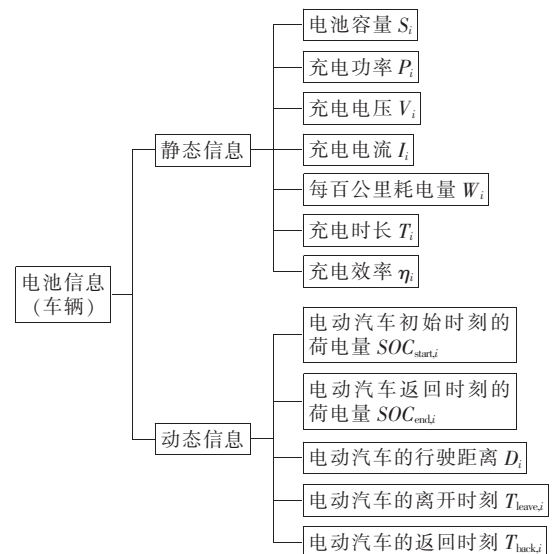 电池容量 Si
充电功率 Pi
充电电压 Vi
静态信息
充电电流 Ii
每百公里耗电量 Wi
充电时长 Ti
充电效率 ηi
电池信息
(车辆)
电动汽车初始时刻的
荷电量 SOCstart,i
电动汽车返回时刻的
荷电量 SOCend,i
动态信息
电动汽车的行驶距离 Di
电动汽车的离开时刻 Tleave,i
电动汽车的返回时刻 Tback,i